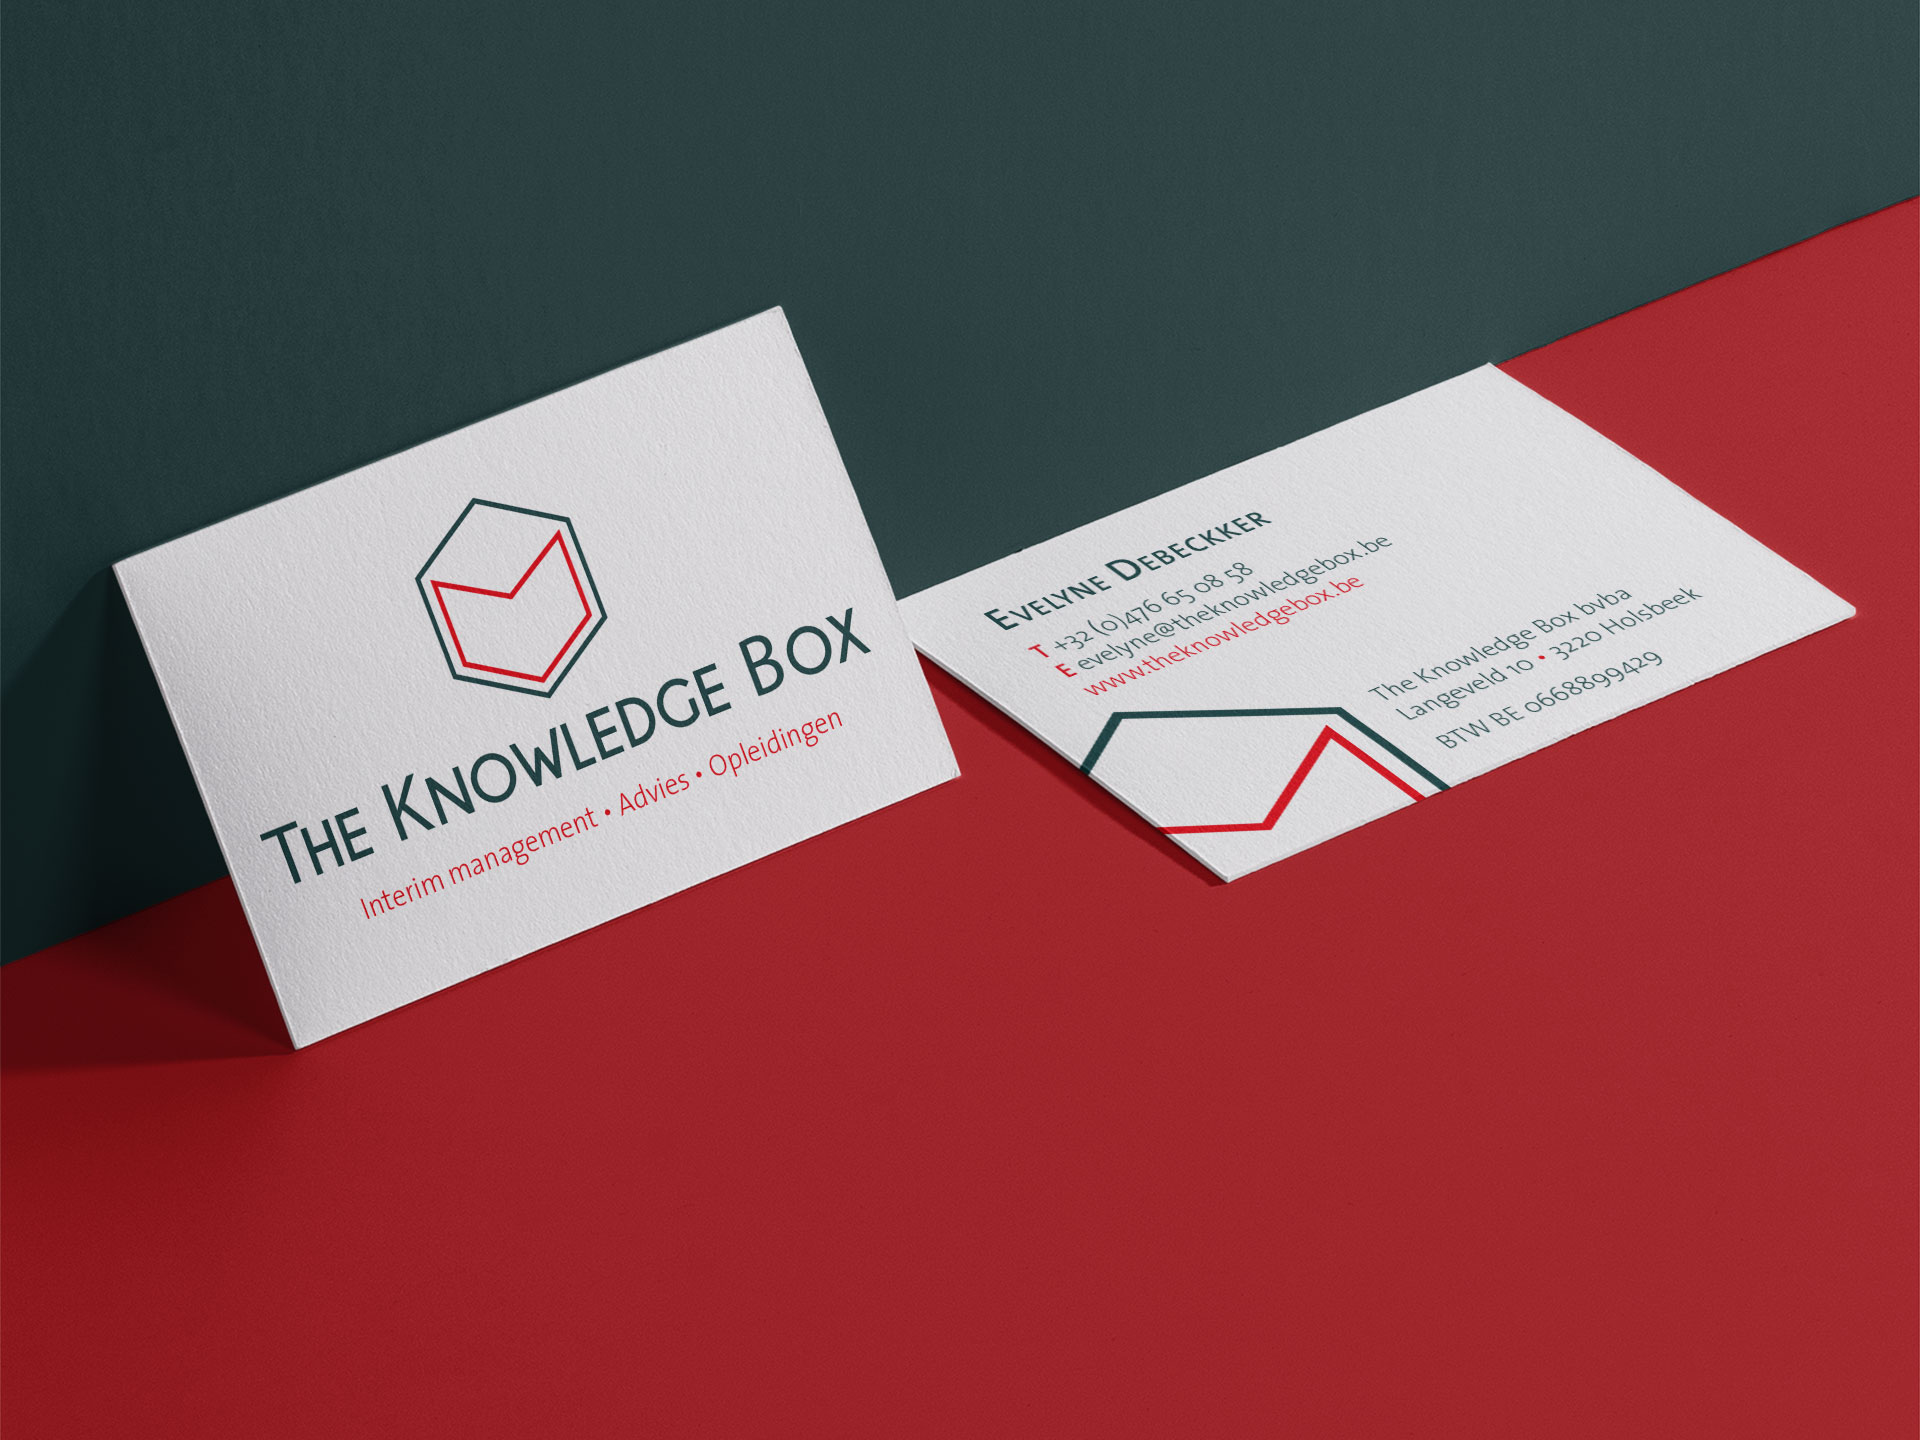 The Knowledge Box
Interim management • Advies • Opleidingen
Evelyne Debeckker
T +32 (0)476 65 08 58
E evelyne@theknowledgebox.be
www.theknowledgebox.be
The Knowledge Box bvba
Langeveld 10 • 3220 Holsbeek
BTW BE 0668899429